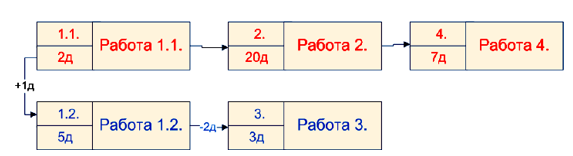 1.1.
Работа 1.1.
2д
2.
Работа 2.
20д
4.
Работа 4.
7д
+1д
1.2.
Работа 1.2.
5д
-2д
3.
Работа 3.
3д